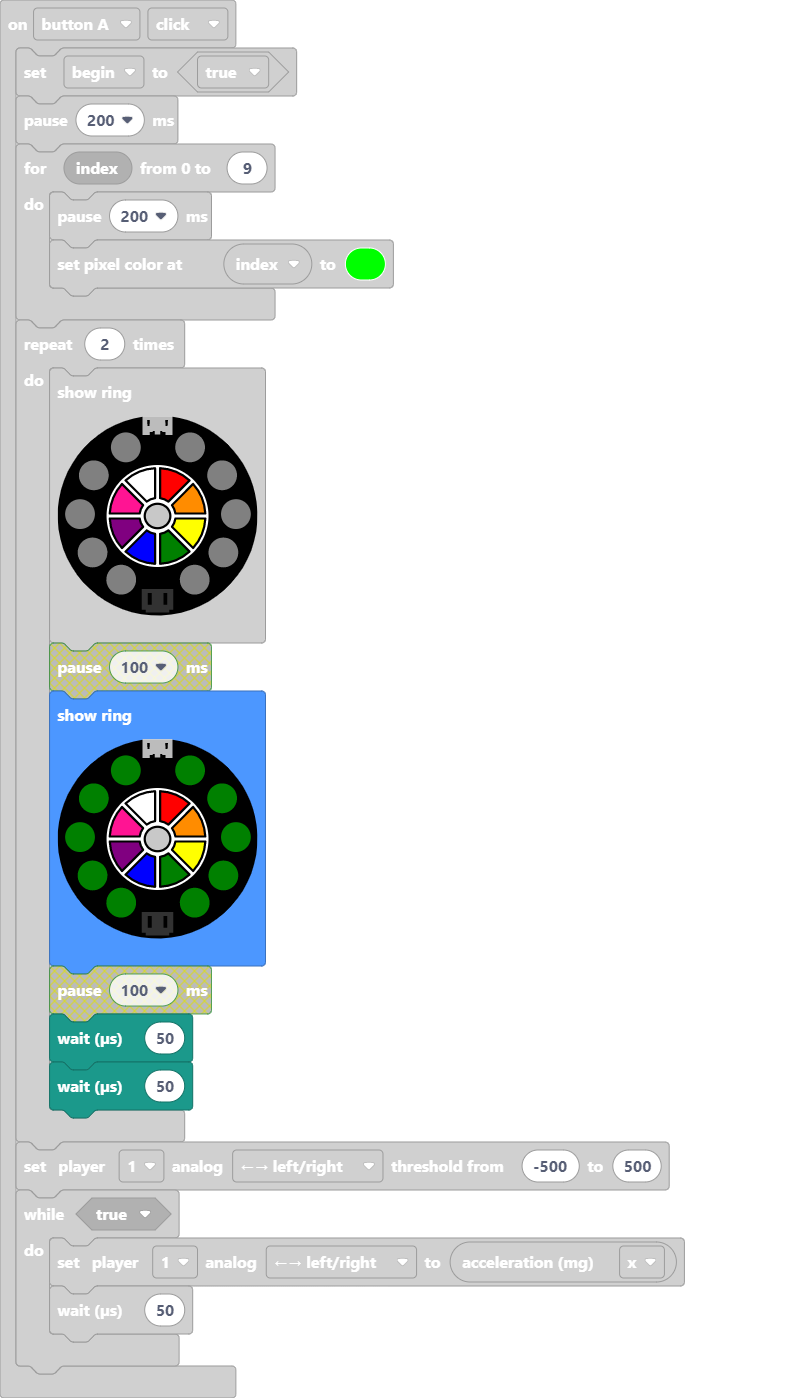 on button A click
set begin to true
pause 200 ms
for index from 0 to 9
do
pause 200 ms
set pixel color at index to
repeat 2 times
do
show ring
pause 100 ms
show ring
pause 100 ms
wait (µs) 50
wait (µs) 50
set player 1 analog ←→ left/right threshold from -500 to 500
while true
do
set player 1 analog ←→ left/right to acceleration (mg) x
wait (µs) 50